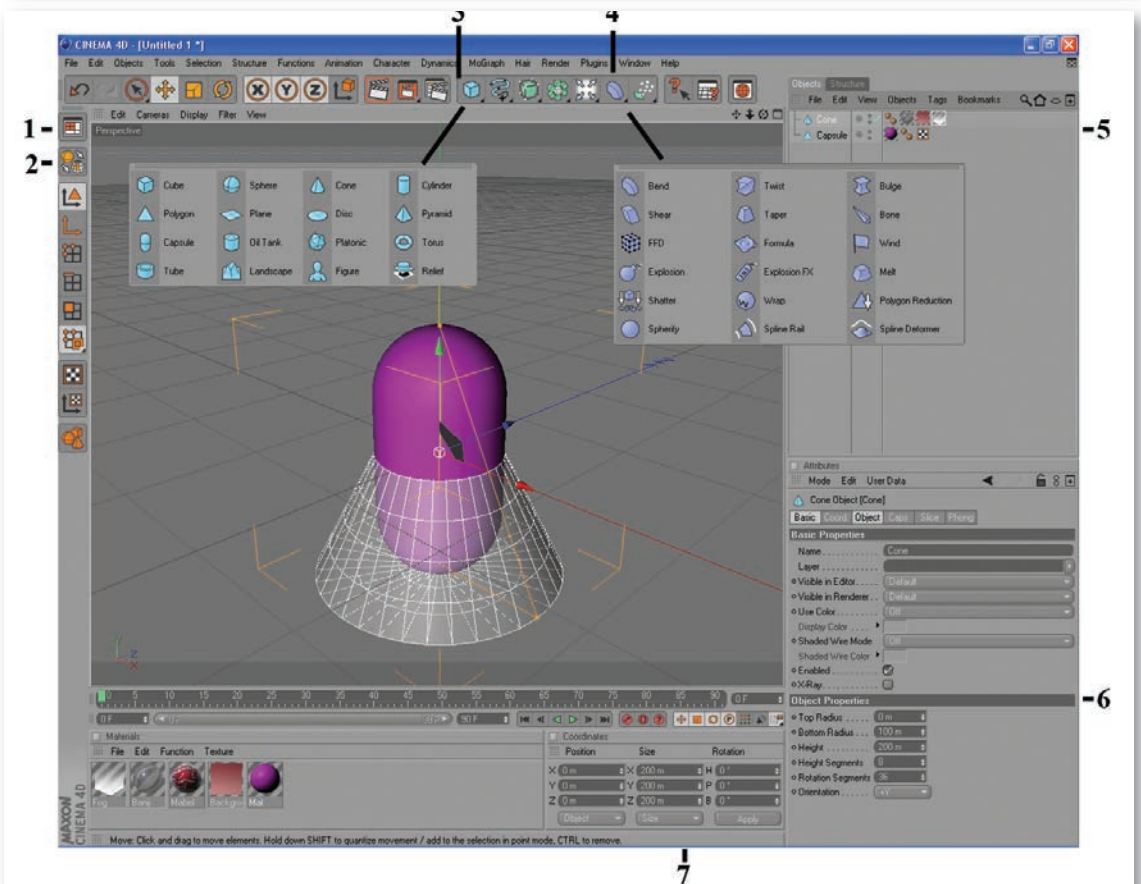 3
4
CINEMA 4D - [Untitled 1 *]
File Edit Objects Tools Selection Structure Functions Animation Character Dynamics MoGraph Hair Render Plugins Window Help
Objects Structure
File Edit View Objects Tags Bookmarks
Cone
Capsule
1
2
5
Edit Cameras Display Filter View
Perspective
Cube Sphere Cone Cylinder
Polygon Plane Disc Pyramid
Capsule Oil Tank Platonic Torus
Tube Landscape Figure Relief
Bend Twist Bulge
Shear Taper Bone
FFD Formula Wind
Explosion Explosion FX Melt
Shatter Wrap Polygon Reduction
Spherify Spline Rail Spline Deformer
Y Z X
Attributes
Mode Edit User Data
Cone Object [Cone]
Basic Coord. Object Caps Slice Phong
Basic Properties
Name . . . . . . . . . . . Cone
Layer . . . . . . . . . . .
Visible in Editor . . . . . . Default
Visible in Renderer . . Default
Use Color . . . . . . . . . Off
Display Color . . . .
Shaded Wire Mode Off
Shaded Wire Color
Enabled . . . . . . . . . .
X-Ray. . . . . . . . . . . .
6
Object Properties
Top Radius . . . . . 0 m
Bottom Radius . . . 100 m
Height . . . . . . . . . 200 m
Height Segments 8
Rotation Segments 36
Orientation . . . . . . +Y
0 5 10 15 20 25 30 35 40 45 50 55 60 65 70 75 80 85 90 0 F
0 F 90 F
Materials
File Edit Function Texture
Fog Banji Mabel Backgro Mat
Coordinates
Position Size Rotation
X 0 m X 200 m H 0 °
Y 0 m Y 200 m P 0 °
Z 0 m Z 200 m B 0 °
Object Size Apply
MAXON
CINEMA 4D
Move: Click and drag to move elements. Hold down SHIFT to quantize movement / add to the selection in point mode, CTRL to remove.
7